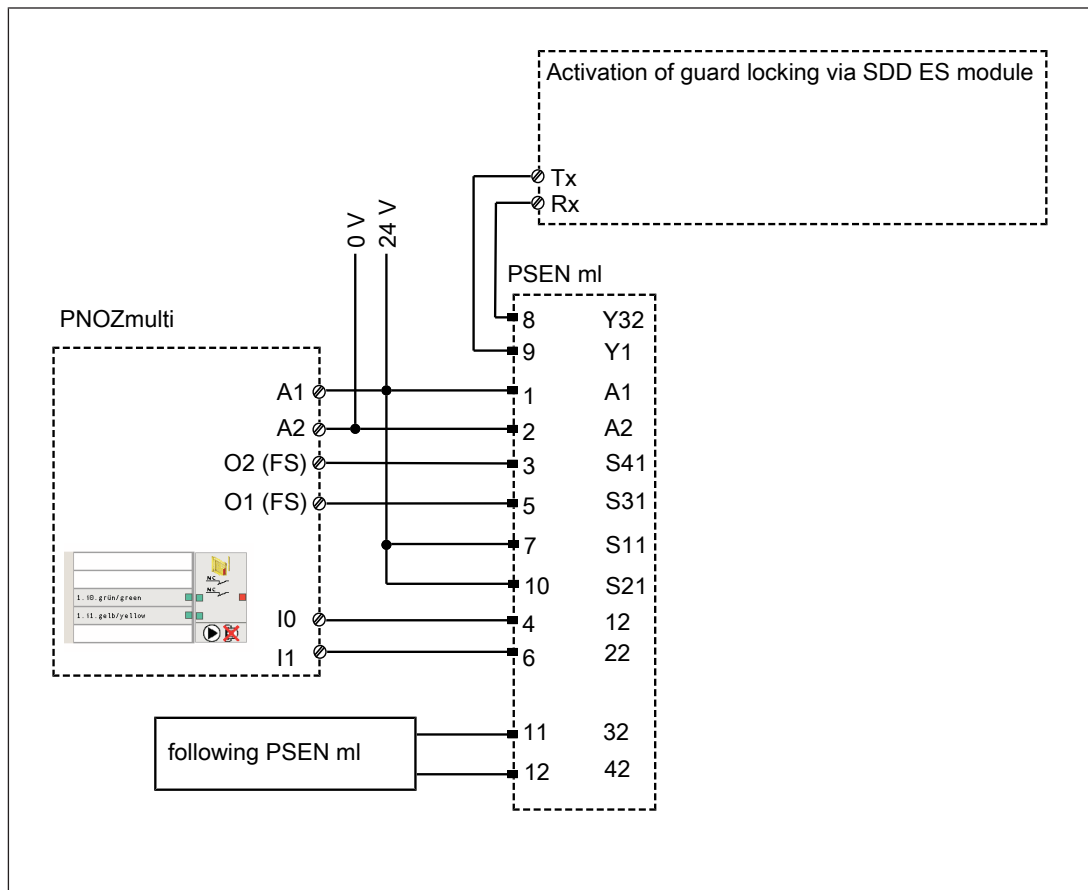 Activation of guard locking via SDD ES module
Tx
Rx
0 V
24 V
PSEN ml
PNOZmulti
8 Y32
9 Y1
A1 1 A1
A2 2 A2
O2 (FS) 3 S41
O1 (FS) 5 S31
7 S11
10 S21
NC
NC
1.i0.grün/green
1.i1.gelb/yellow
I0 4 12
I1 6 22
11 32
following PSEN ml
12 42